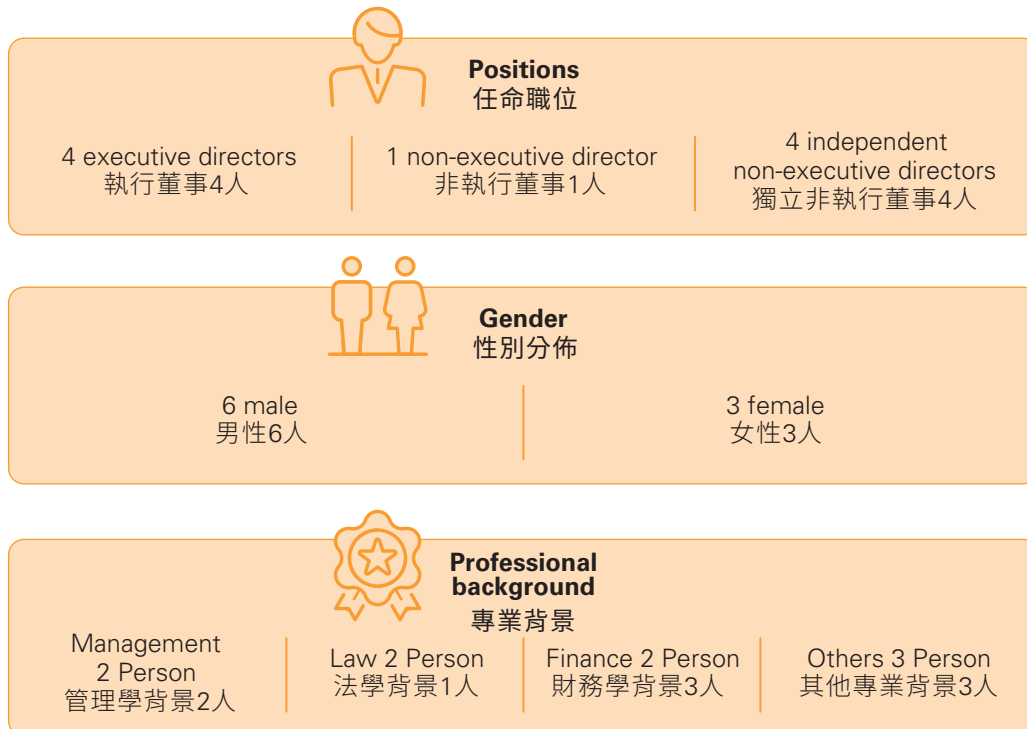 Positions
任命職位
4 executive directors
執行董事4人
1 non-executive director
非執行董事1人
4 independent
non-executive directors
獨立非執行董事4人
Gender
性別分佈
6 male
男性6人
3 female
女性3人
Professional
background
專業背景
Management
2 Person
管理學背景2人
Law 2 Person
法學背景1人
Finance 2 Person
財務學背景3人
Others 3 Person
其他專業背景3人